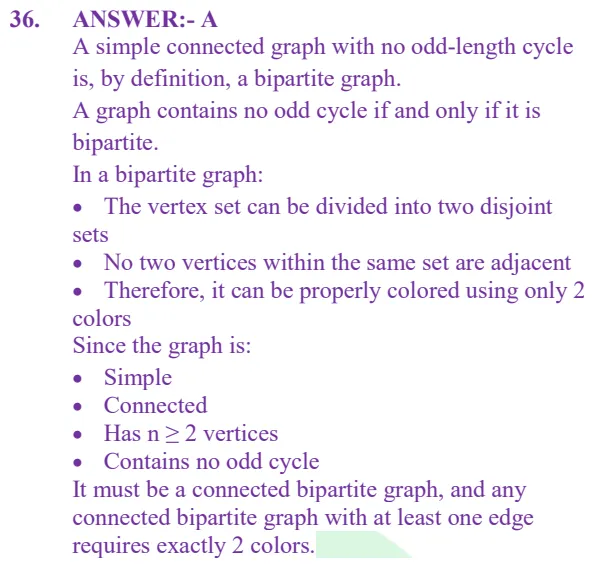 36. ANSWER:- A
A simple connected graph with no odd-length cycle
is, by definition, a bipartite graph.
A graph contains no odd cycle if and only if it is
bipartite.
In a bipartite graph:
• The vertex set can be divided into two disjoint
sets
• No two vertices within the same set are adjacent
• Therefore, it can be properly colored using only 2
colors
Since the graph is:
• Simple
• Connected
• Has n ≥ 2 vertices
• Contains no odd cycle
It must be a connected bipartite graph, and any
connected bipartite graph with at least one edge
requires exactly 2 colors.